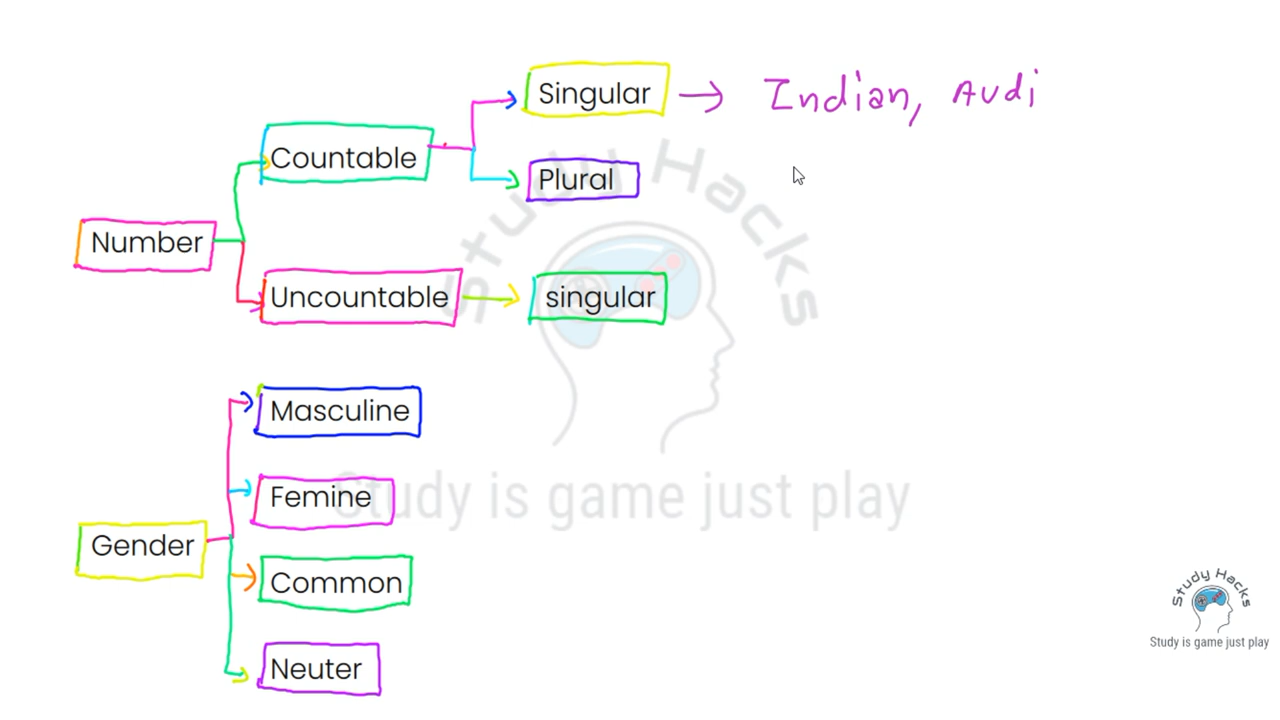 Singular → Indian, Audi
Countable
Plural
Number
Uncountable
singular
Masculine
Femine
Gender
Common
Neuter
Study Hacks
Study is game just play
Study Hacks
Study is game just play